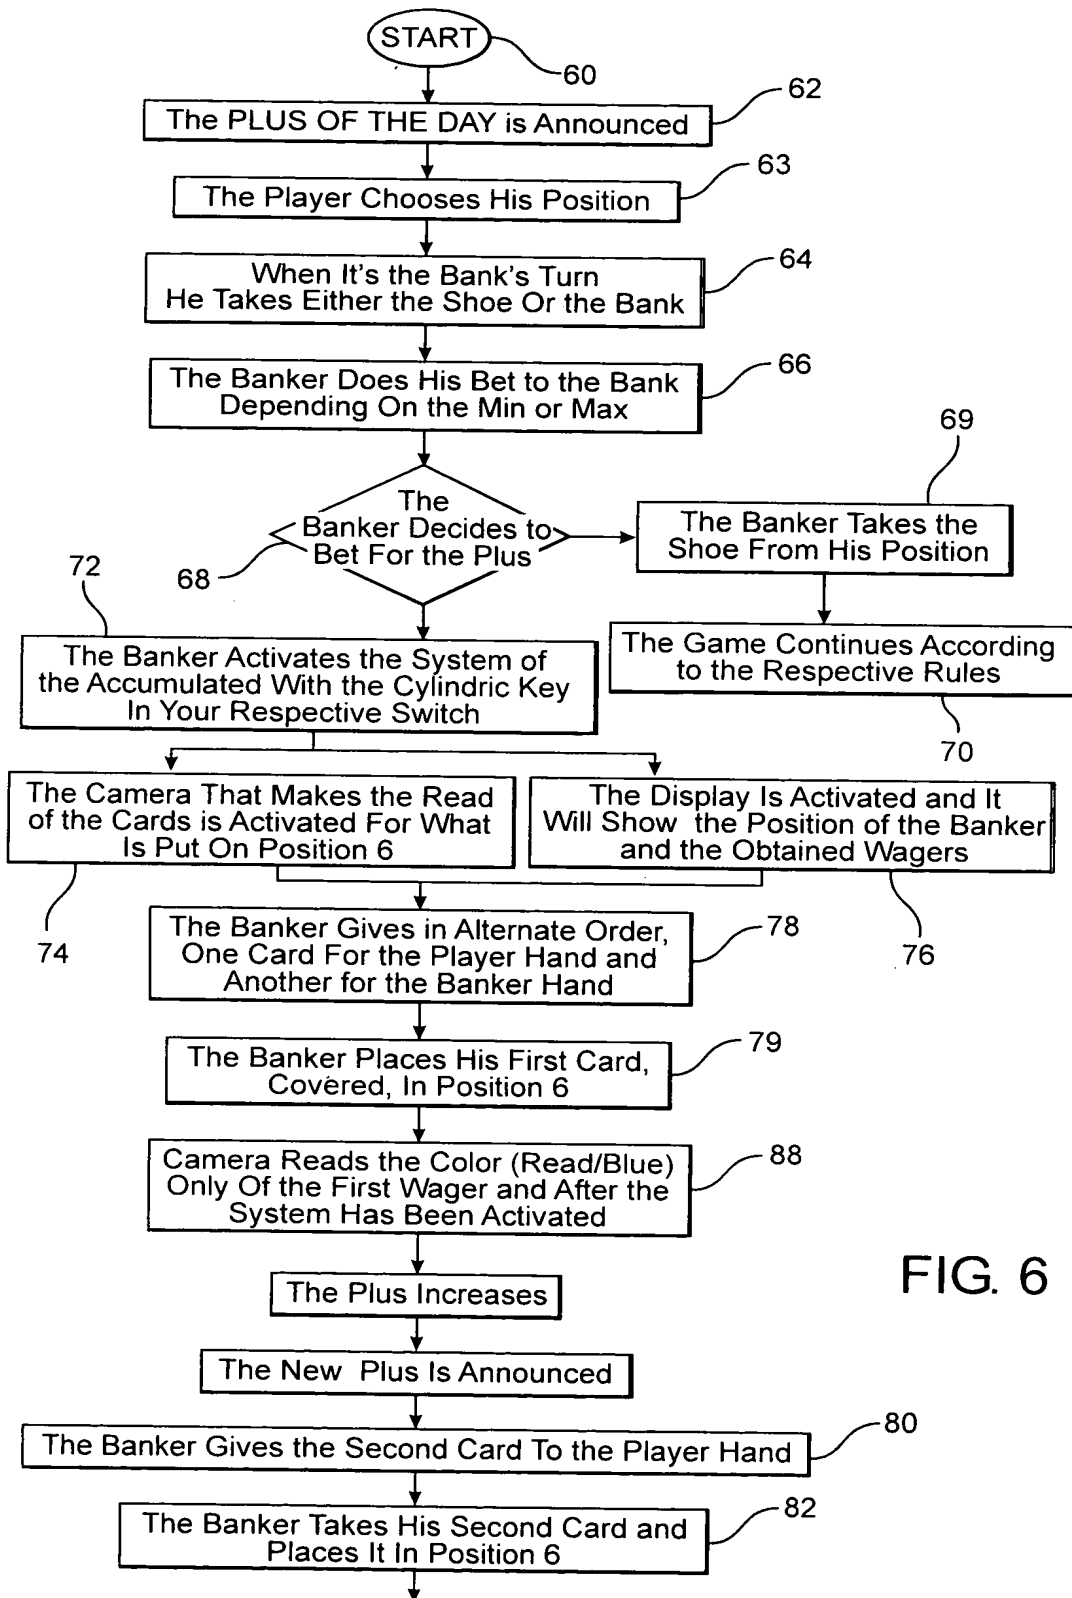 START
60
The PLUS OF THE DAY is Announced
62
The Player Chooses His Position
63
When It's the Bank's Turn
He Takes Either the Shoe Or the Bank
64
The Banker Does His Bet to the Bank
Depending On the Min or Max
66
The
Banker Decides to
Bet For the Plus
68
69
The Banker Takes the
Shoe From His Position
The Game Continues According
to the Respective Rules
70
72
The Banker Activates the System of
the Accumulated With the Cylindric Key
In Your Respective Switch
The Camera That Makes the Read
of the Cards is Activated For What
Is Put On Position 6
74
The Display Is Activated and It
Will Show the Position of the Banker
and the Obtained Wagers
76
The Banker Gives in Alternate Order,
One Card For the Player Hand and
Another for the Banker Hand
78
The Banker Places His First Card,
Covered, In Position 6
79
Camera Reads the Color (Read/Blue)
Only Of the First Wager and After the
System Has Been Activated
88
The Plus Increases
The New Plus Is Announced
The Banker Gives the Second Card To the Player Hand
80
The Banker Takes His Second Card and
Places It In Position 6
82
FIG. 6